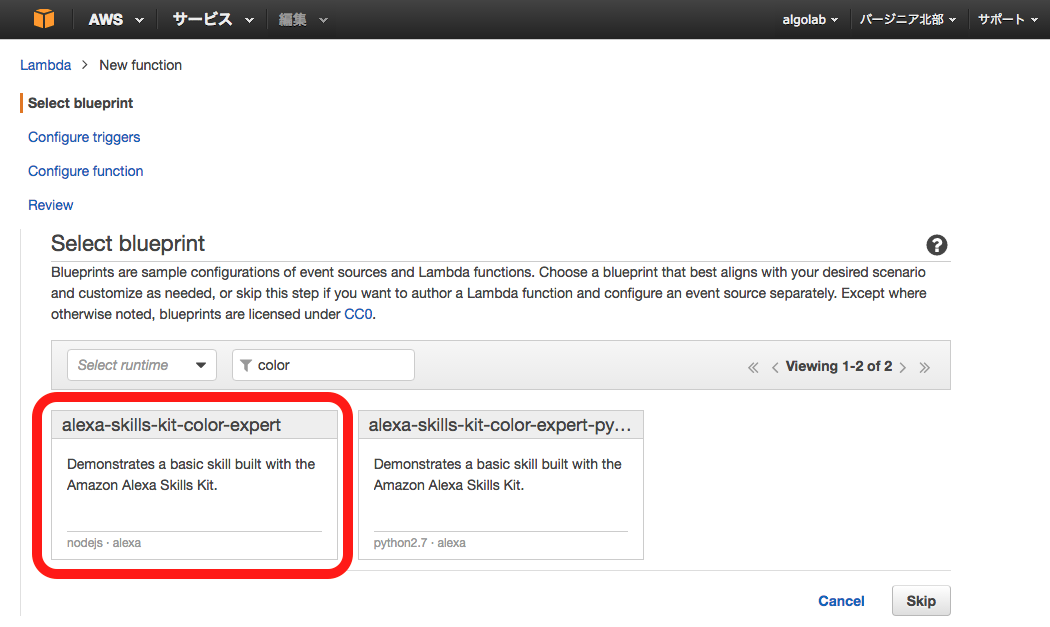 AWS サービス 編集 algolab バージニア北部 サポート
Lambda > New function
Select blueprint
Configure triggers
Configure function
Review
Select blueprint
?
Blueprints are sample configurations of event sources and Lambda functions. Choose a blueprint that best aligns with your desired scenario
and customize as needed, or skip this step if you want to author a Lambda function and configure an event source separately. Except where
otherwise noted, blueprints are licensed under CC0.
Select runtime color « < Viewing 1-2 of 2 > »
alexa-skills-kit-color-expert
Demonstrates a basic skill built with the
Amazon Alexa Skills Kit.
nodejs · alexa
alexa-skills-kit-color-expert-py...
Demonstrates a basic skill built with the
Amazon Alexa Skills Kit.
python2.7 · alexa
Cancel Skip